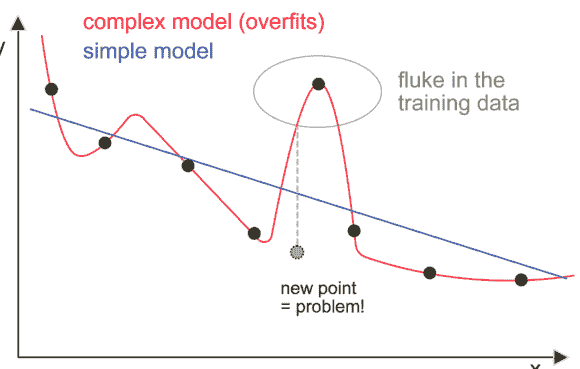 complex model (overfits)
simple model
fluke in the
training data
new point
= problem!
y
x